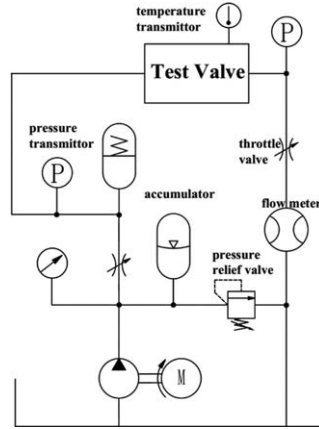 temperature
transmittor
P
Test Valve
pressure
transmittor
P
throttle
valve
accumulator
flow meter
pressure
relief valve
M